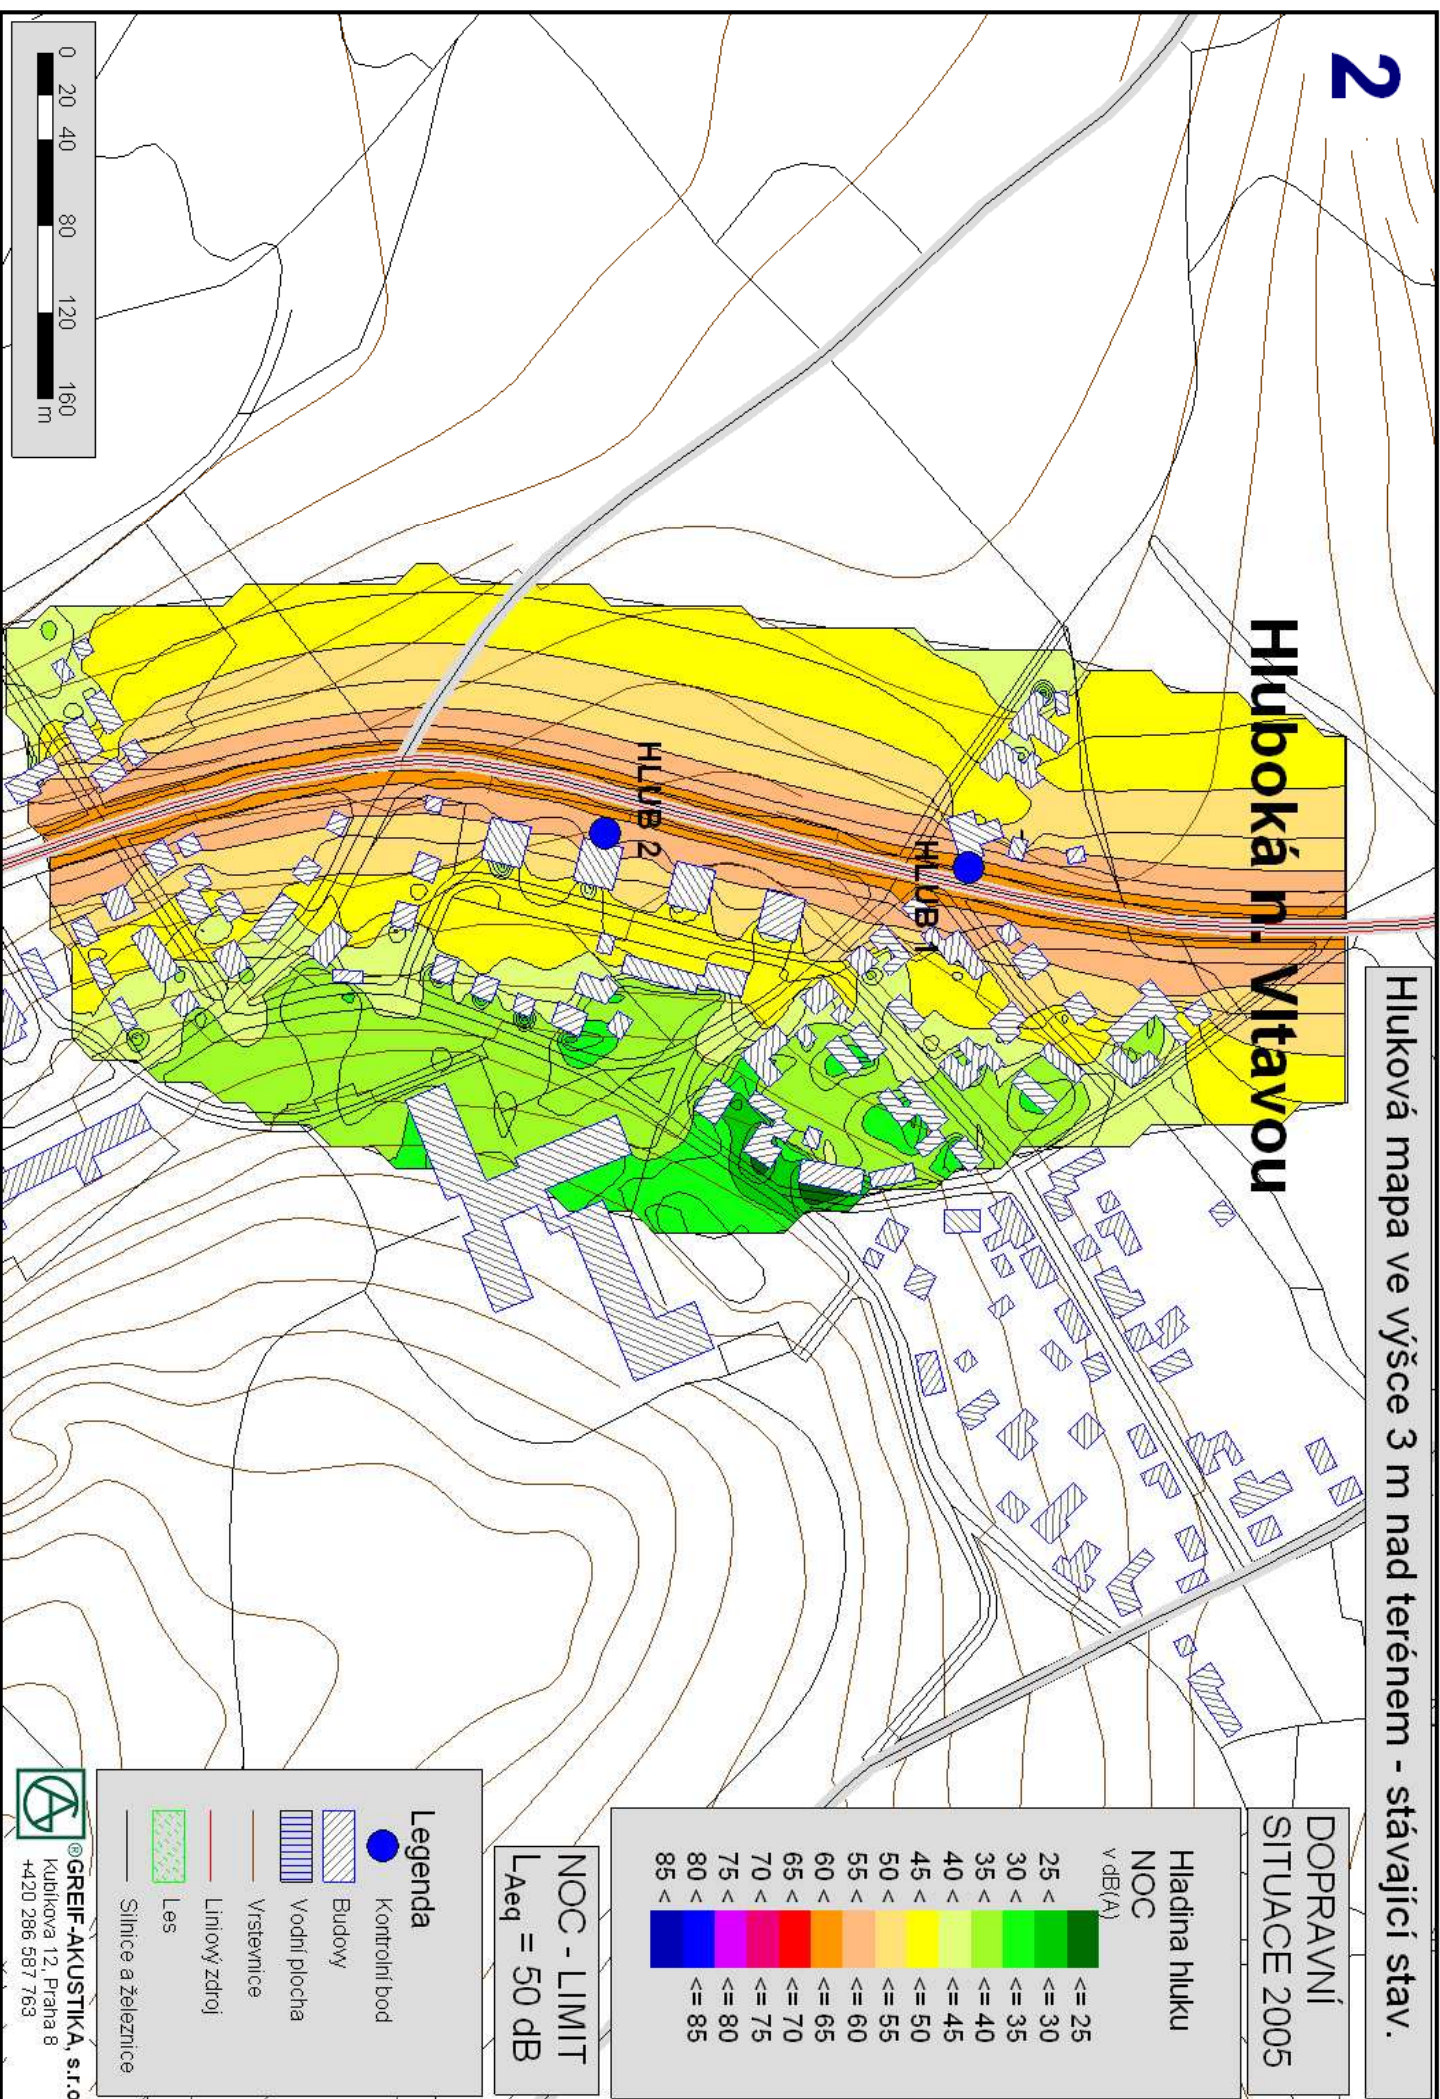 Hluková mapa ve výšce 3 m nad terénem - stávající stav.
2
Hluboká n. Vltavou
DOPRAVNÍ
SITUACE 2005
Hladina hluku
NOC
v dB(A)
<= 25
25 < <= 30
30 < <= 35
35 < <= 40
40 < <= 45
45 < <= 50
50 < <= 55
55 < <= 60
60 < <= 65
65 < <= 70
70 < <= 75
75 < <= 80
80 < <= 85
85 <
HLUB1
HLUB 2
NOC - LIMIT
LAeq = 50 dB
Legenda
Kontrolní bod
Budovy
Vodní plocha
Vrstevnice
Liniový zdroj
Les
Silnice a železnice
0 20 40 80 120 160
m
®GREIF-AKUSTIKA, s.r.o
Kubíkova 12, Praha 8
+420 286 587 763